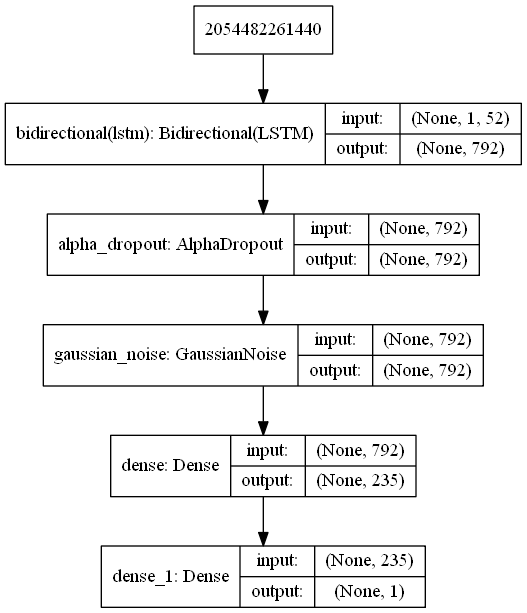 2054482261440
bidirectional(lstm): Bidirectional(LSTM)
input: (None, 1, 52)
output: (None, 792)
alpha_dropout: AlphaDropout
input: (None, 792)
output: (None, 792)
gaussian_noise: GaussianNoise
input: (None, 792)
output: (None, 792)
dense: Dense
input: (None, 792)
output: (None, 235)
dense_1: Dense
input: (None, 235)
output: (None, 1)